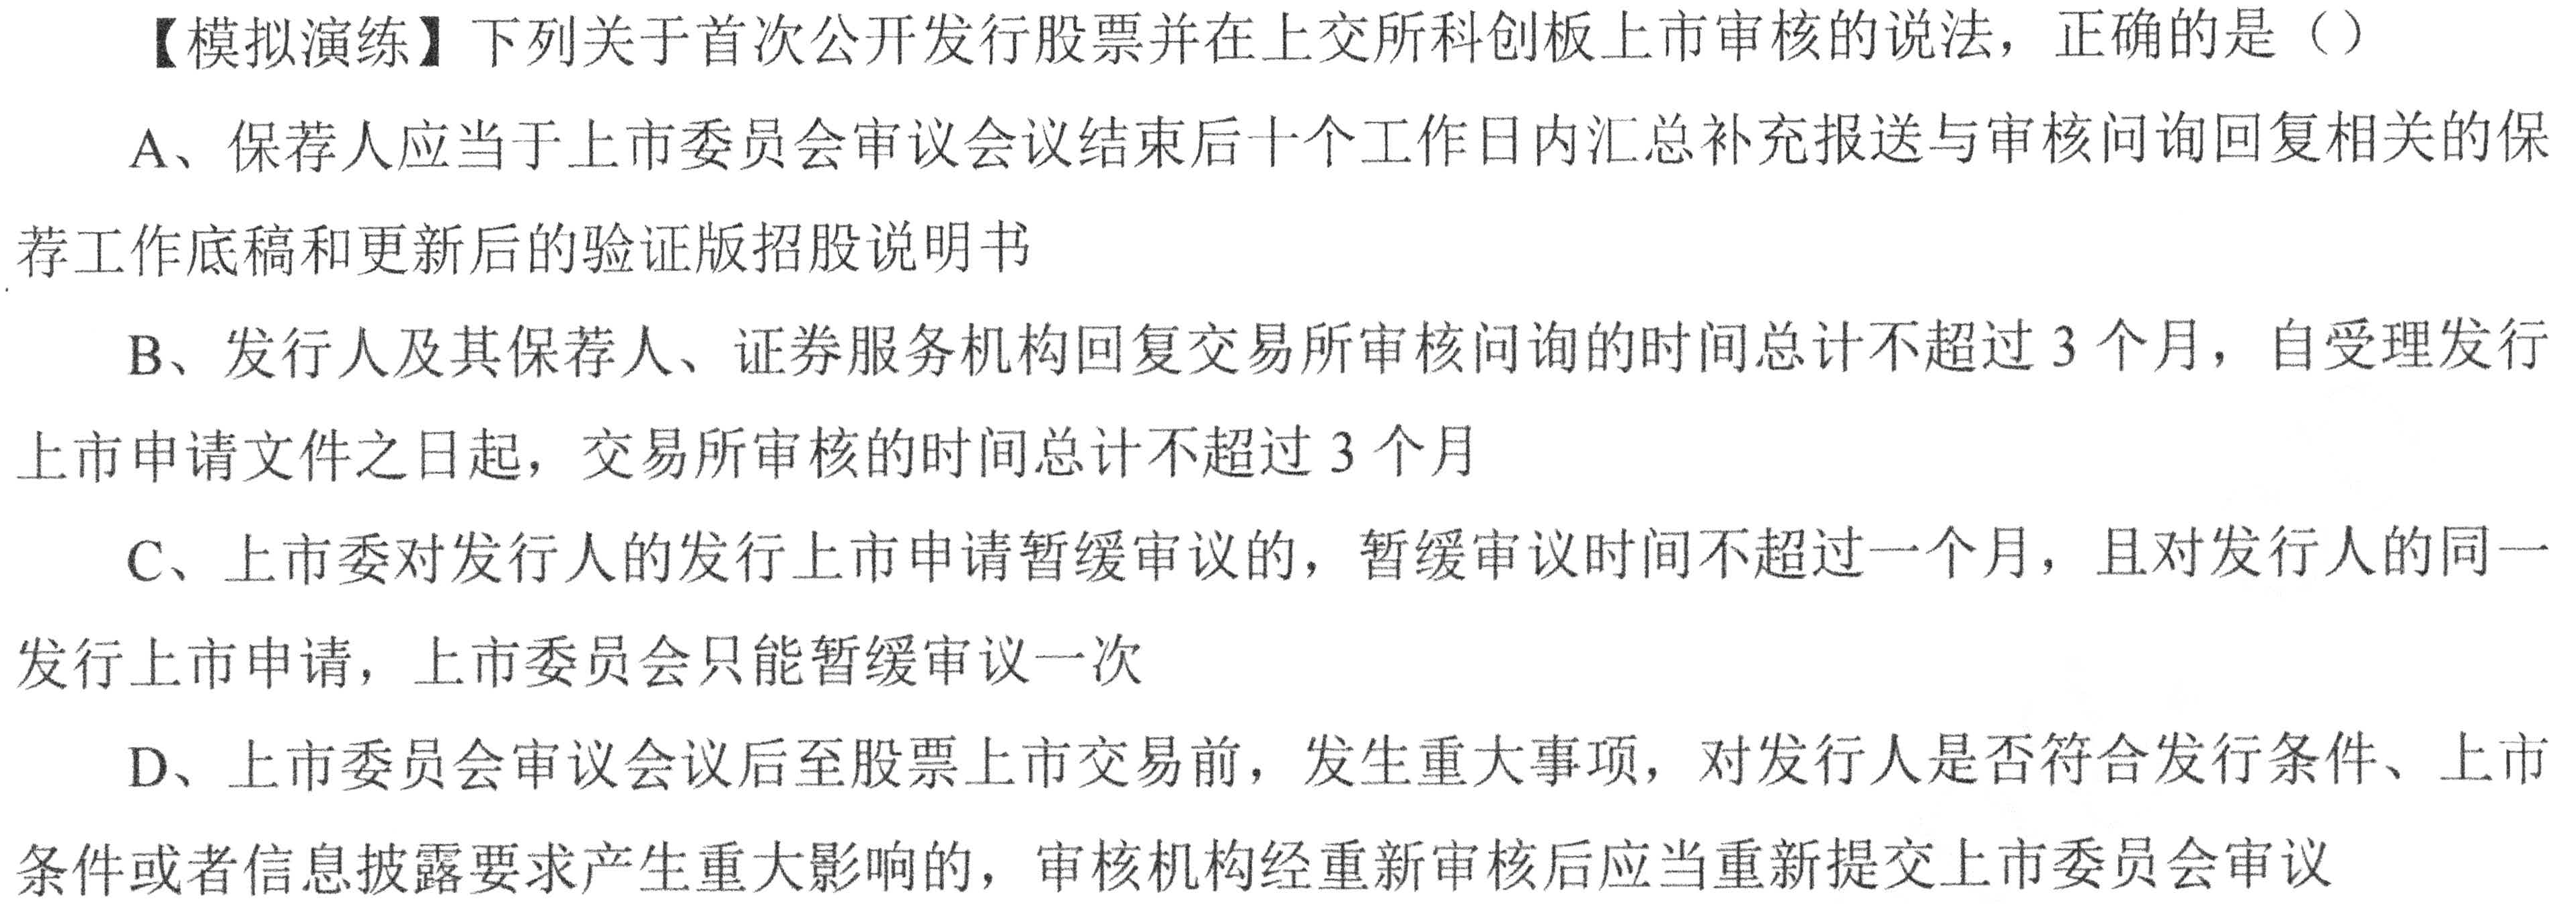 【模拟演练】下列关于首次公开发行股票并在上交所科创板上市审核的说法，正确的是（）
A、保荐人应当于上市委员会审议会议结束后十个工作日内汇总补充报送与审核问询回复相关的保
荐工作底稿和更新后的验证版招股说明书
B、发行人及其保荐人、证券服务机构回复交易所审核问询的时间总计不超过 3 个月，自受理发行
上市申请文件之日起，交易所审核的时间总计不超过 3 个月
C、上市委对发行人的发行上市申请暂缓审议的，暂缓审议时间不超过一个月，且对发行人的同一
发行上市申请，上市委员会只能暂缓审议一次
D、上市委员会审议会议后至股票上市交易前，发生重大事项，对发行人是否符合发行条件、上市
条件或者信息披露要求产生重大影响的，审核机构经重新审核后应当重新提交上市委员会审议